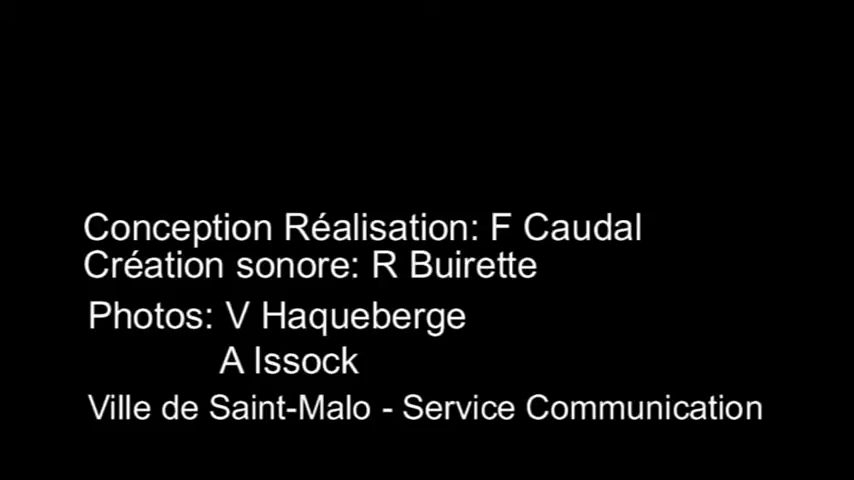 Conception Réalisation: F Caudal
Création sonore: R Buirette
Photos: V Haqueberge
A Issock
Ville de Saint-Malo - Service Communication